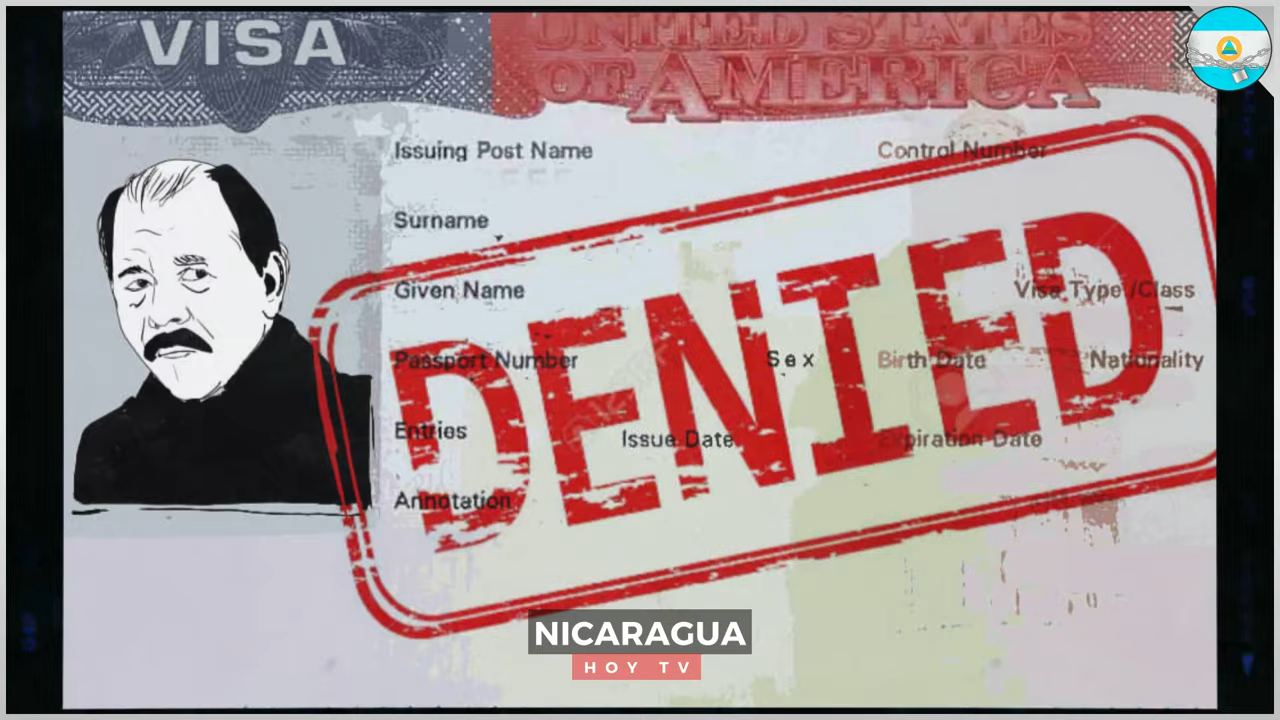 VISA
UNITED STATES
OF AMERICA
Issuing Post Name
Control Number
Surname
Given Name
Visa Type /Class
Passport Number
Sex
Birth Date
Nationality
Entries
Issue Date
Expiration Date
Annotation
DENIED
NICARAGUA
HOY TV